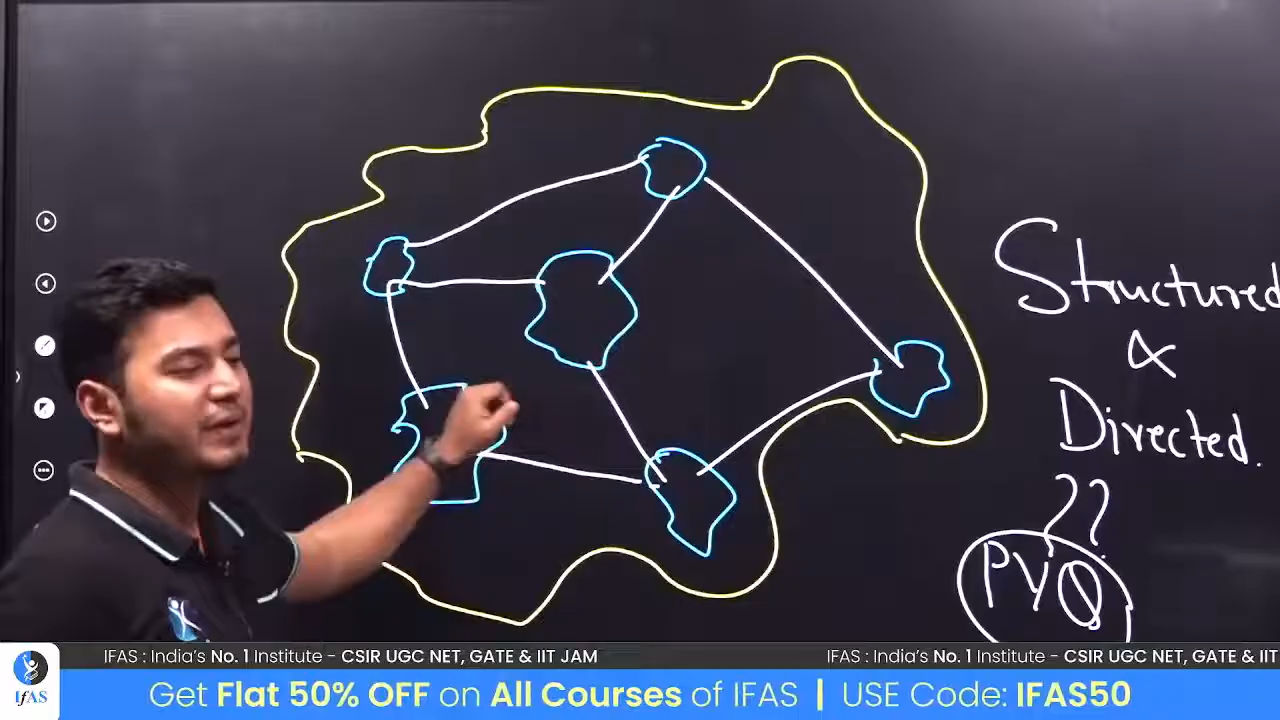 Structured
&
Directed.
??
PYQ
IFAS : India's No. 1 Institute - CSIR UGC NET, GATE & IIT JAM
IFAS : India's No. 1 Institute - CSIR UGC NET, GATE & IIT
IFAS
Get Flat 50% OFF on All Courses of IFAS | USE Code: IFAS50